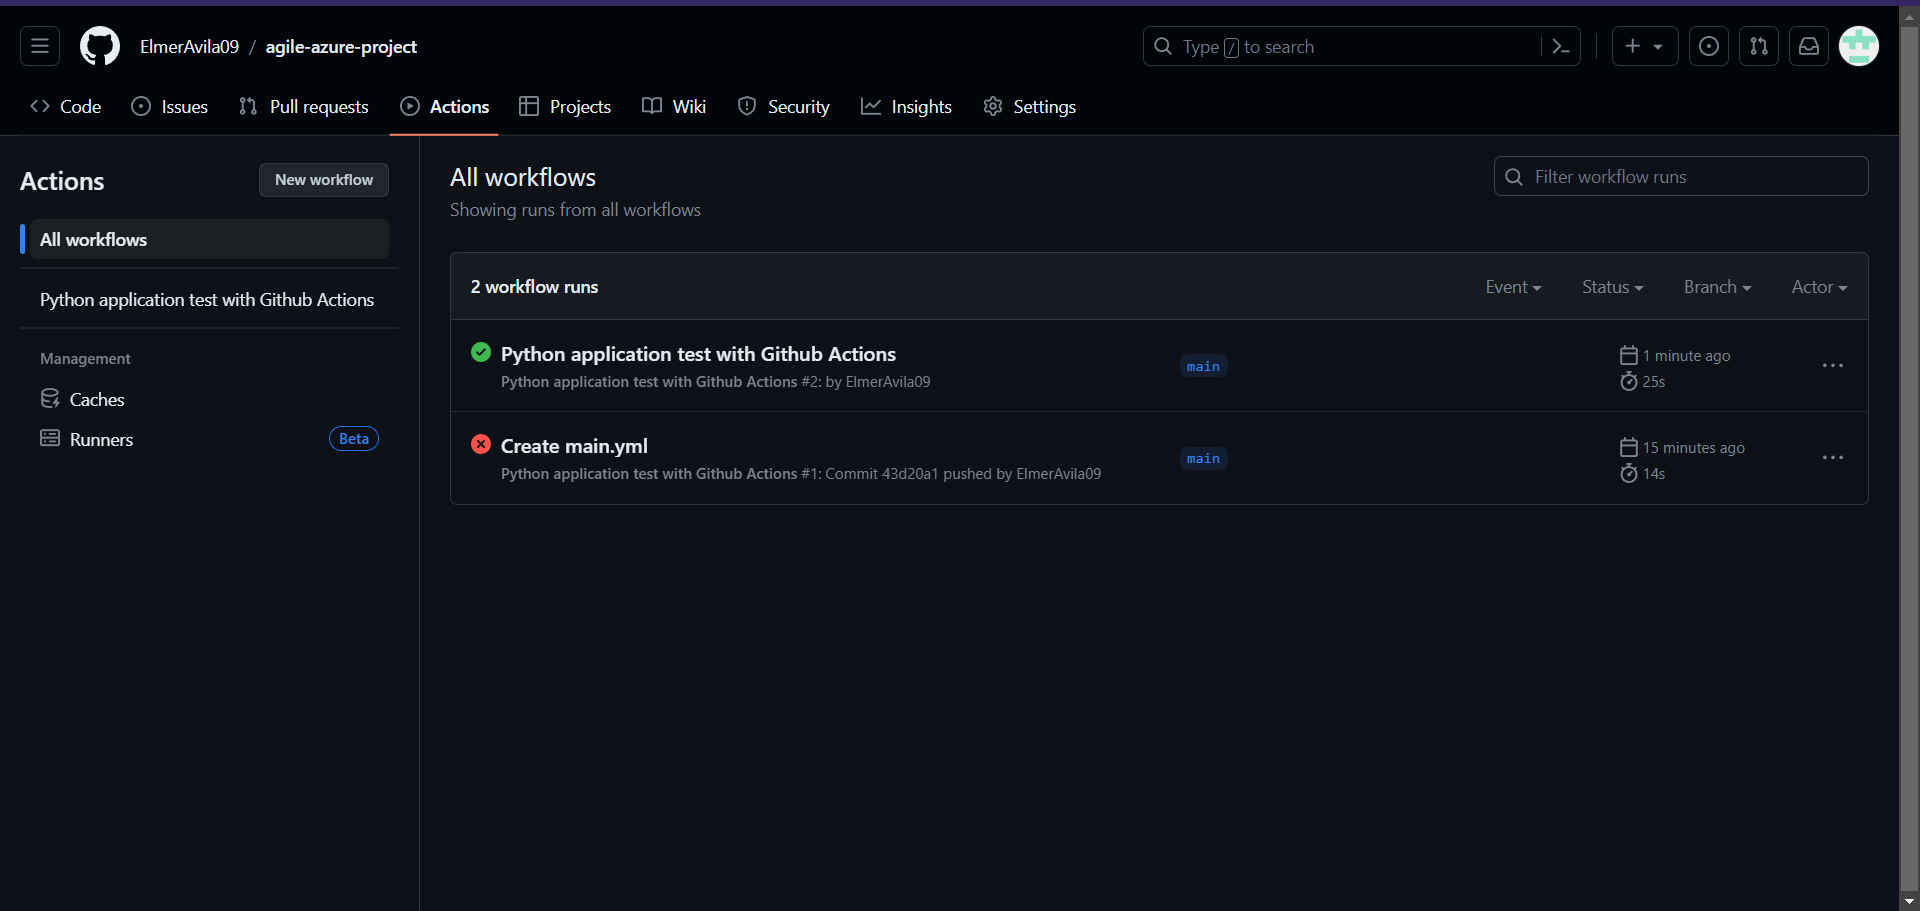 ElmerAvila09 / agile-azure-project
Type / to search
Code Issues Pull requests Actions Projects Wiki Security Insights Settings
Actions
New workflow
All workflows
Python application test with Github Actions
Management
Caches
Runners Beta
All workflows
Showing runs from all workflows
Filter workflow runs
2 workflow runs
Event Status Branch Actor
Python application test with Github Actions
Python application test with Github Actions #2: by ElmerAvila09
main
1 minute ago
25s
Create main.yml
Python application test with Github Actions #1: Commit 43d20a1 pushed by ElmerAvila09
main
15 minutes ago
14s